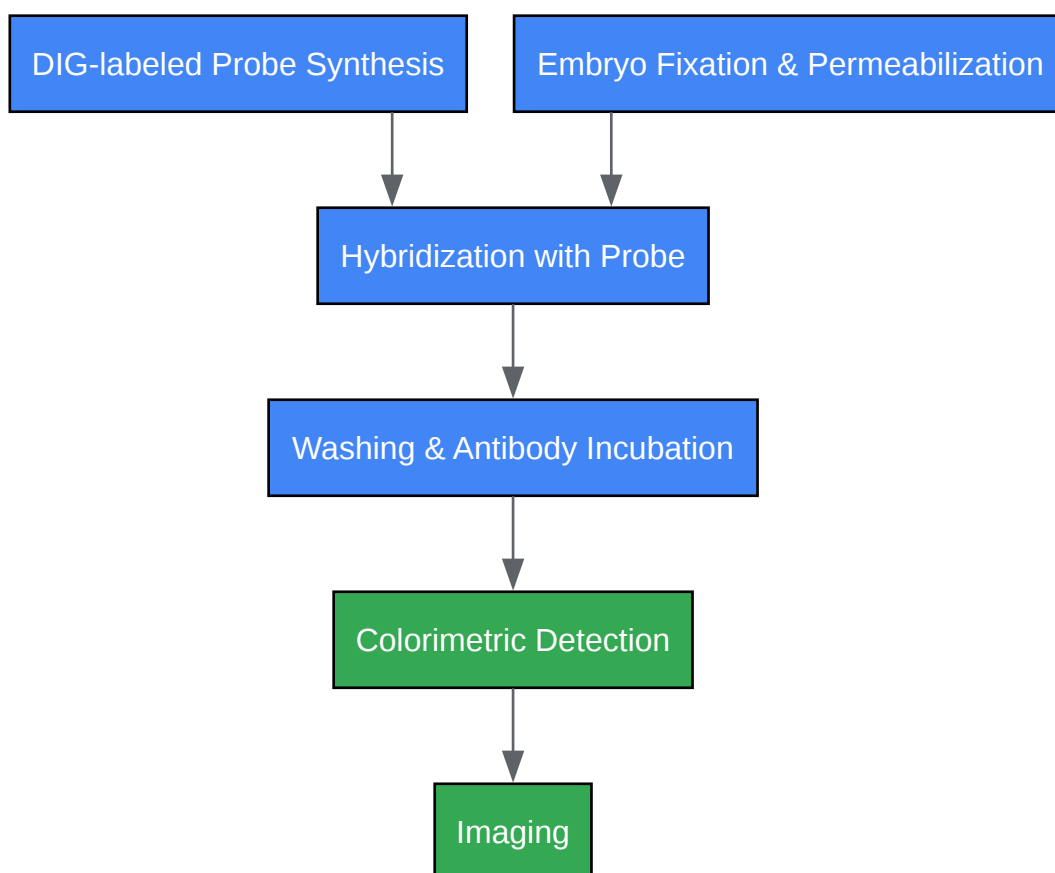 DIG-labeled Probe Synthesis
Embryo Fixation & Permeabilization
Hybridization with Probe
Washing & Antibody Incubation
Colorimetric Detection
Imaging